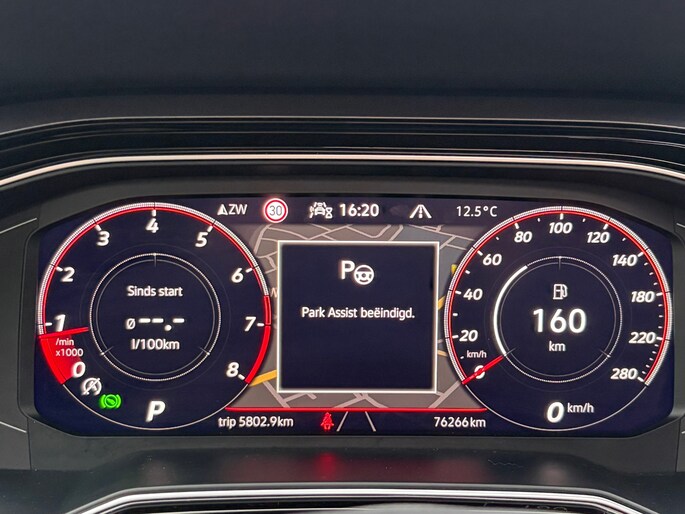 ZW 30 16:20 12.5°C
Sinds start
Ø --.-
l/100km
0 1 2 3 4 5 6 7 8
/min
x1000
P
P
Park Assist beëindigd.
0 20 40 60 80 100 120 140 180 220 280
km/h
160
km
0 km/h
trip 5802.9km
76266km